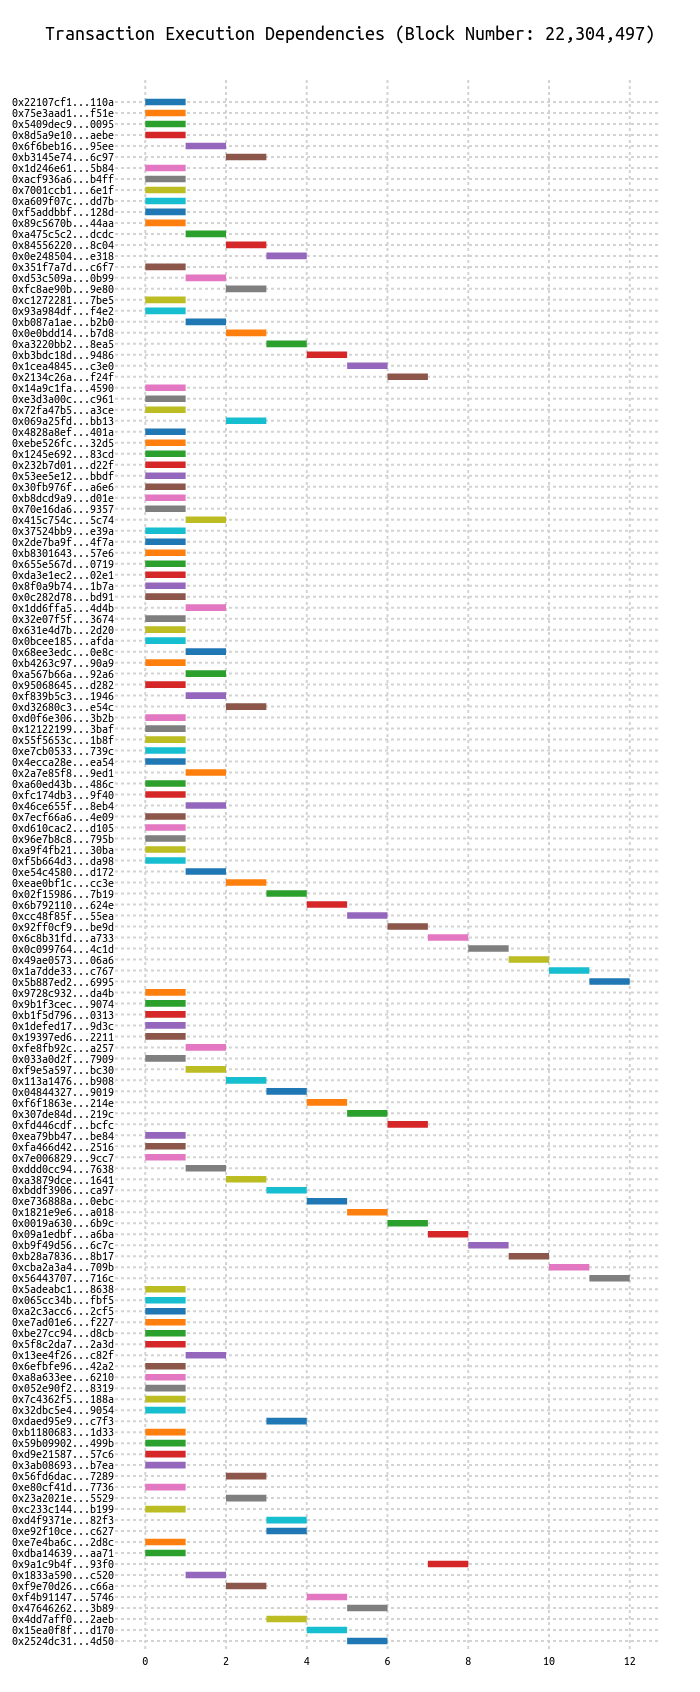 Transaction Execution Dependencies (Block Number: 22,304,497)
0x22107cf1...110a
0x75e3aad1...f51e
0x5409dec9...0095
0x8d5a9e10...aebe
0x6f6beb16...95ee
0xb3145e74...6c97
0x1d246e61...5b84
0xacf936a6...b4ff
0x7001ccb1...6e1f
0xa609f07c...dd7b
0xf5addbbf...128d
0x89c5670b...44aa
0xa475c5c2...dcdc
0x84556220...8c04
0x0e248504...e318
0x351f7a7d...c6f7
0xd53c509a...0b99
0xfc8ae90b...9e80
0xc1272281...7be5
0x93a984df...f4e2
0xb087a1ae...b2b0
0x0e0bdd14...b7d8
0xa3220bb2...8ea5
0xb3bdc18d...9486
0x1cea4845...c3e0
0x2134c26a...f24f
0x14a9c1fa...4590
0xe3d3a00c...c961
0x72fa47b5...a3ce
0x069a25fd...bb13
0x4828a8ef...401a
0xebe526fc...32d5
0x1245e692...83cd
0x232b7d01...d22f
0x53ee5e12...bbdf
0x30fb976f...a6e6
0xb8dcd9a9...d01e
0x70e16da6...9357
0x415c754c...5c74
0x37524bb9...e39a
0x2de7ba9f...4f7a
0xb8301643...57e6
0x655e567d...0719
0xda3e1ec2...02e1
0x8f0a9b74...1b7a
0x0c282d78...bd91
0x1dd6ffa5...4d4b
0x32e07f5f...3674
0x631e4d7b...2d20
0x0bcee185...afda
0x68ee3edc...0e8c
0xb4263c97...90a9
0xa567b66a...92a6
0x95068645...d282
0xf839b5c3...1946
0xd32680c3...e54c
0xd0f6e306...3b2b
0x12122199...3baf
0x55f5653c...1b8f
0xe7cb0533...739c
0x4ecca28e...ea54
0x2a7e85f8...9ed1
0xa60ed43b...486c
0xfc174db3...9f40
0x46ce655f...8eb4
0x7ecf66a6...4e09
0xd610cac2...d105
0x96e7b8c8...795b
0xa9f4fb21...30ba
0xf5b664d3...da98
0xe54c4580...d172
0xeae0bf1c...cc3e
0x02f15986...7b19
0x6b792110...624e
0xcc48f85f...55ea
0x92ff0cf9...be9d
0x6c8b31fd...a733
0x0c099764...4c1d
0x49ae0573...06a6
0x1a7dde33...c767
0x5b887ed2...6995
0x9728c932...da4b
0x9b1f3cec...9074
0xb1f5d796...0313
0x1defed17...9d3c
0x19397ed6...2211
0xfe8fb92c...a257
0x033a0d2f...7909
0xf9e5a597...bc30
0x113a1476...b908
0x04844327...9019
0xf6f1863e...214e
0x307de84d...219c
0xfd446cdf...bcfc
0xea79bb47...be84
0xfa466d42...2516
0x7e006829...9cc7
0xddd0cc94...7638
0xa3879dce...1641
0xbddf3906...ca97
0xe736888a...0ebc
0x1821e9e6...a018
0x0019a630...6b9c
0x09a1edbf...a6ba
0xb9f49d56...6c7c
0xb28a7836...8b17
0xcba2a3a4...709b
0x56443707...716c
0x5adeabc1...8638
0x065cc34b...fbf5
0xa2c3acc6...2cf5
0xe7ad01e6...f227
0xbe27cc94...d8cb
0x5f8c2da7...2a3d
0x13ee4f26...c82f
0x6efbfe96...42a2
0xa8a633ee...6210
0x052e90f2...8319
0x7c4362f5...188a
0x32dbc5e4...9054
0xdaed95e9...c7f3
0xb1180683...1d33
0x59b09902...499b
0xd9e21587...57c6
0x3ab08693...b7ea
0x56fd6dac...7289
0xe80cf41d...7736
0x23a2021e...5529
0xc233c144...b199
0xd4f9371e...82f3
0xe92f10ce...c627
0xe7e4ba6c...2d8c
0xdba14639...aa71
0x9a1c9b4f...93f0
0x1833a590...c520
0xf9e70d26...c66a
0xf4b91147...5746
0x47646262...3b89
0x4dd7aff0...2aeb
0x15ea0f8f...d170
0x2524dc31...4d50
0 2 4 6 8 10 12